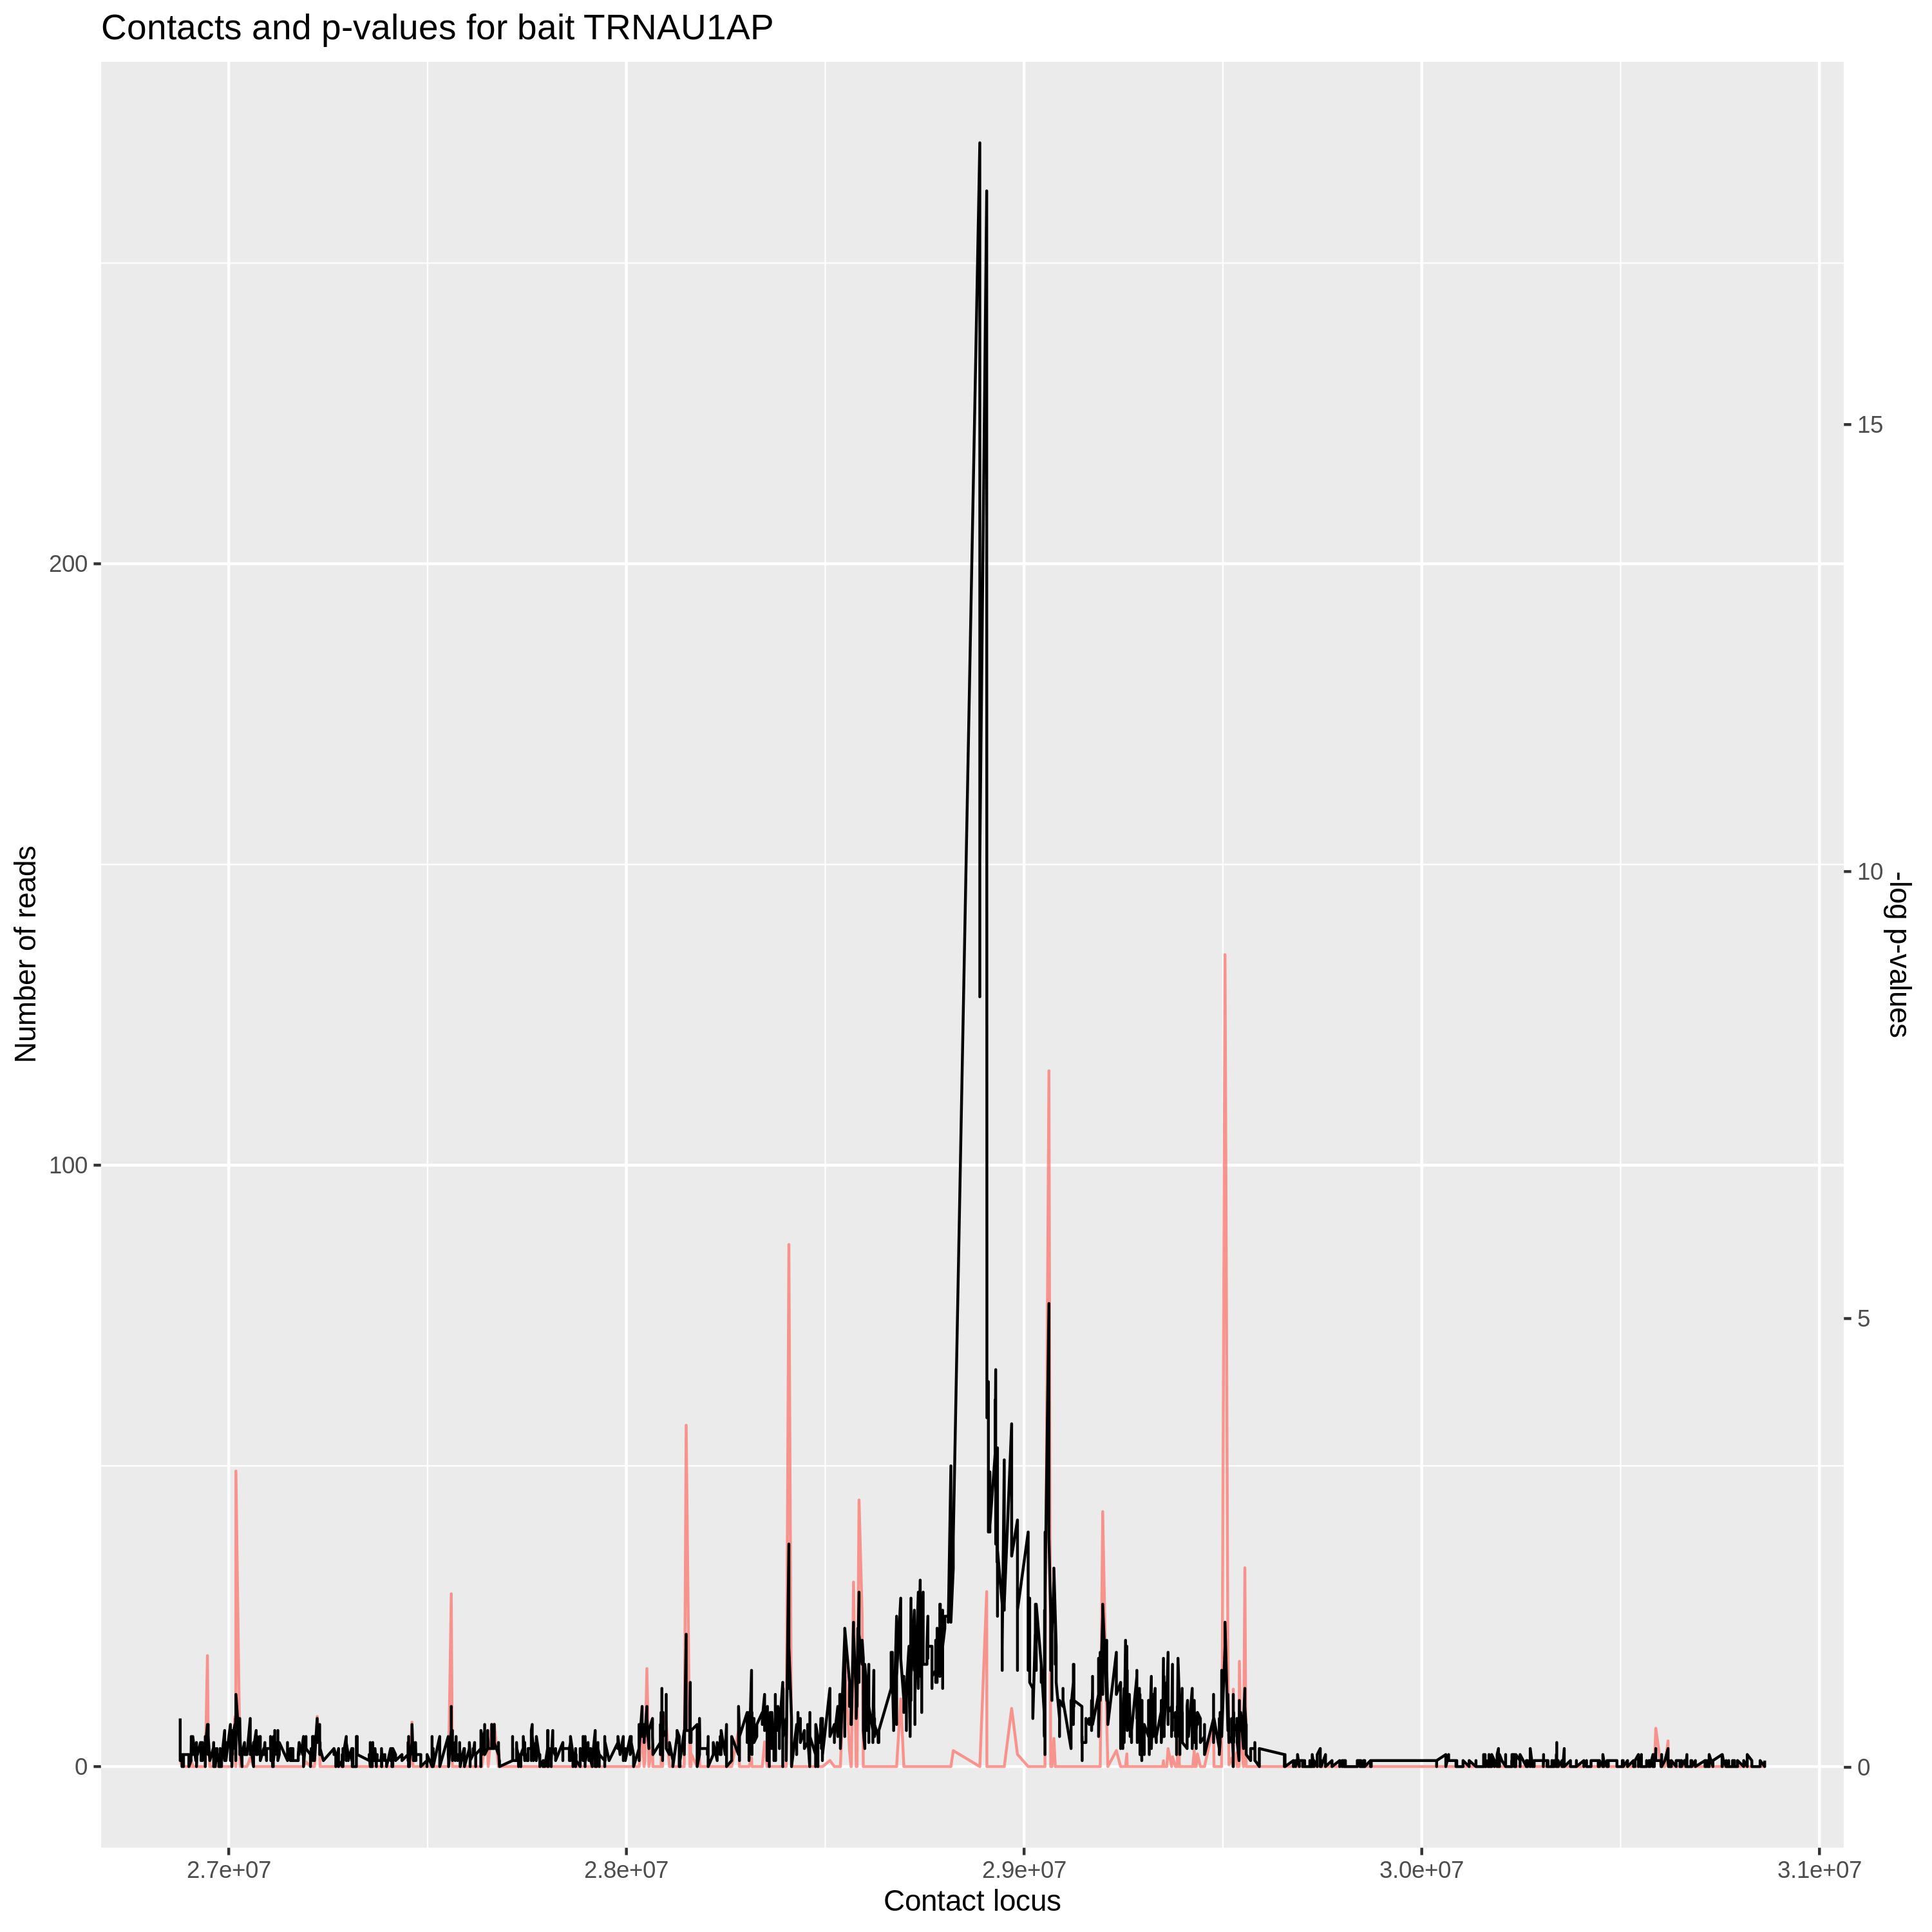 Contacts and p-values for bait TRNAU1AP
Number of reads
200
100
0
15
10
5
0
-log p-values
2.7e+07
2.8e+07
2.9e+07
3.0e+07
3.1e+07
Contact locus